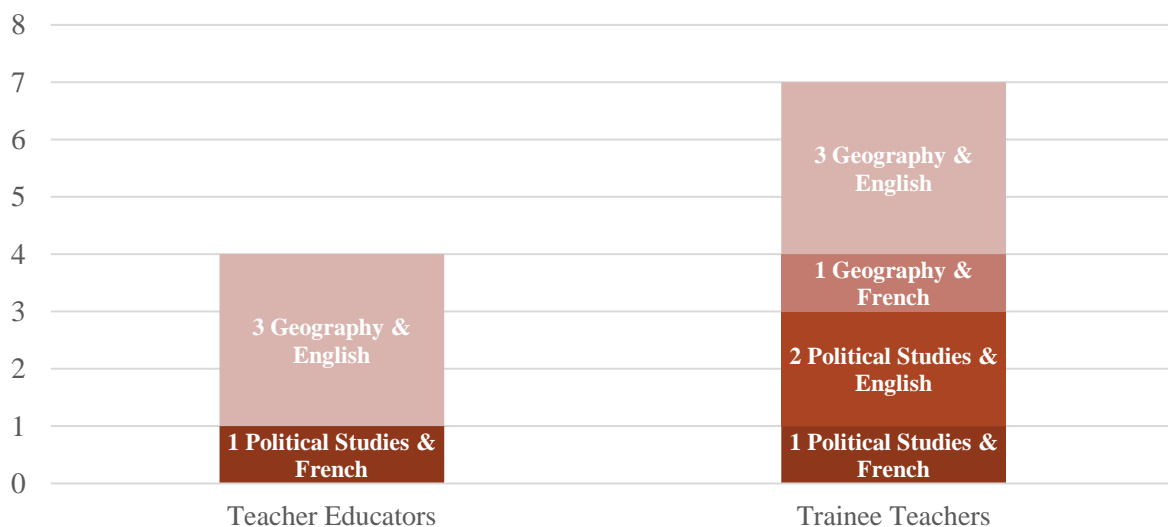 8
7
6
5
4
3
2
1
0
3 Geography &
English
1 Political Studies &
French
3 Geography &
English
1 Geography &
French
2 Political Studies &
English
1 Political Studies &
French
Teacher Educators
Trainee Teachers